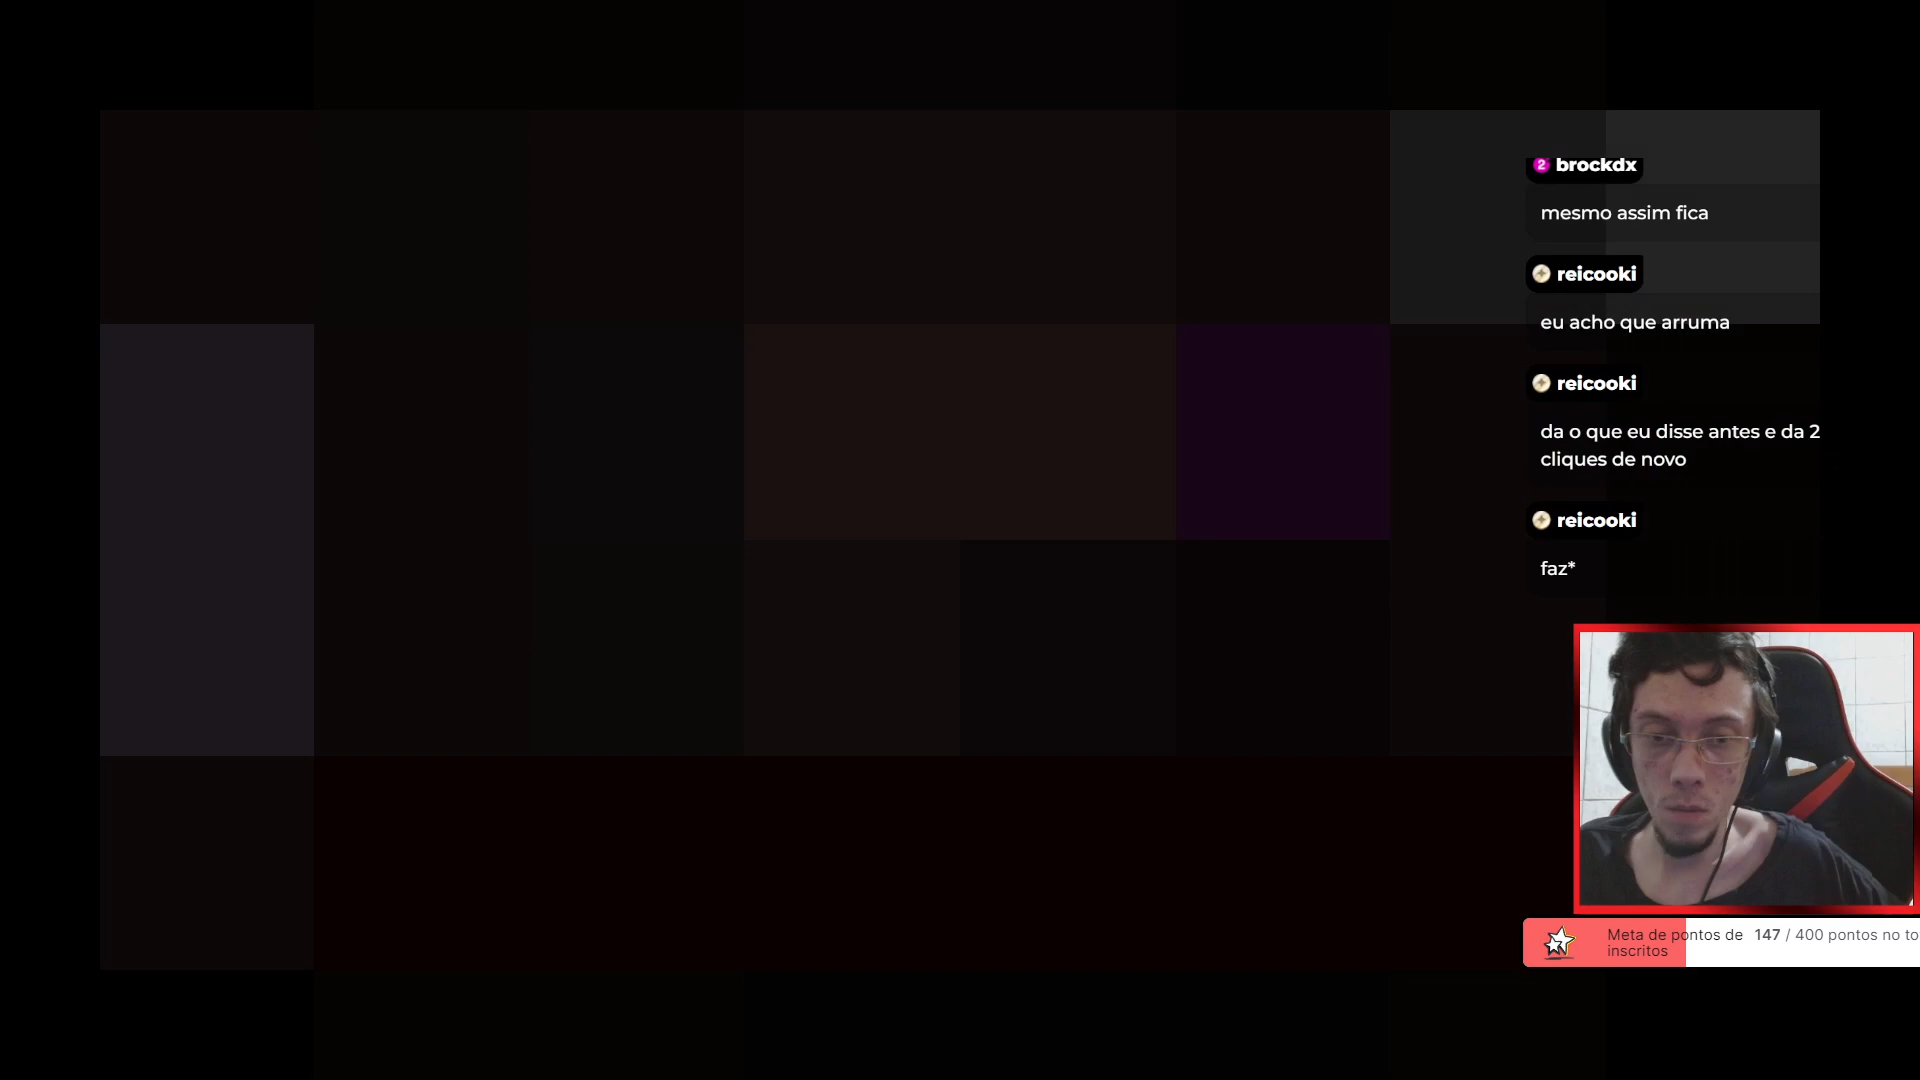 2 brockdx
mesmo assim fica
reicooki
eu acho que arruma
reicooki
da o que eu disse antes e da 2
cliques de novo
reicooki
faz*
Meta de pontos de 147 / 400 pontos no to
inscritos